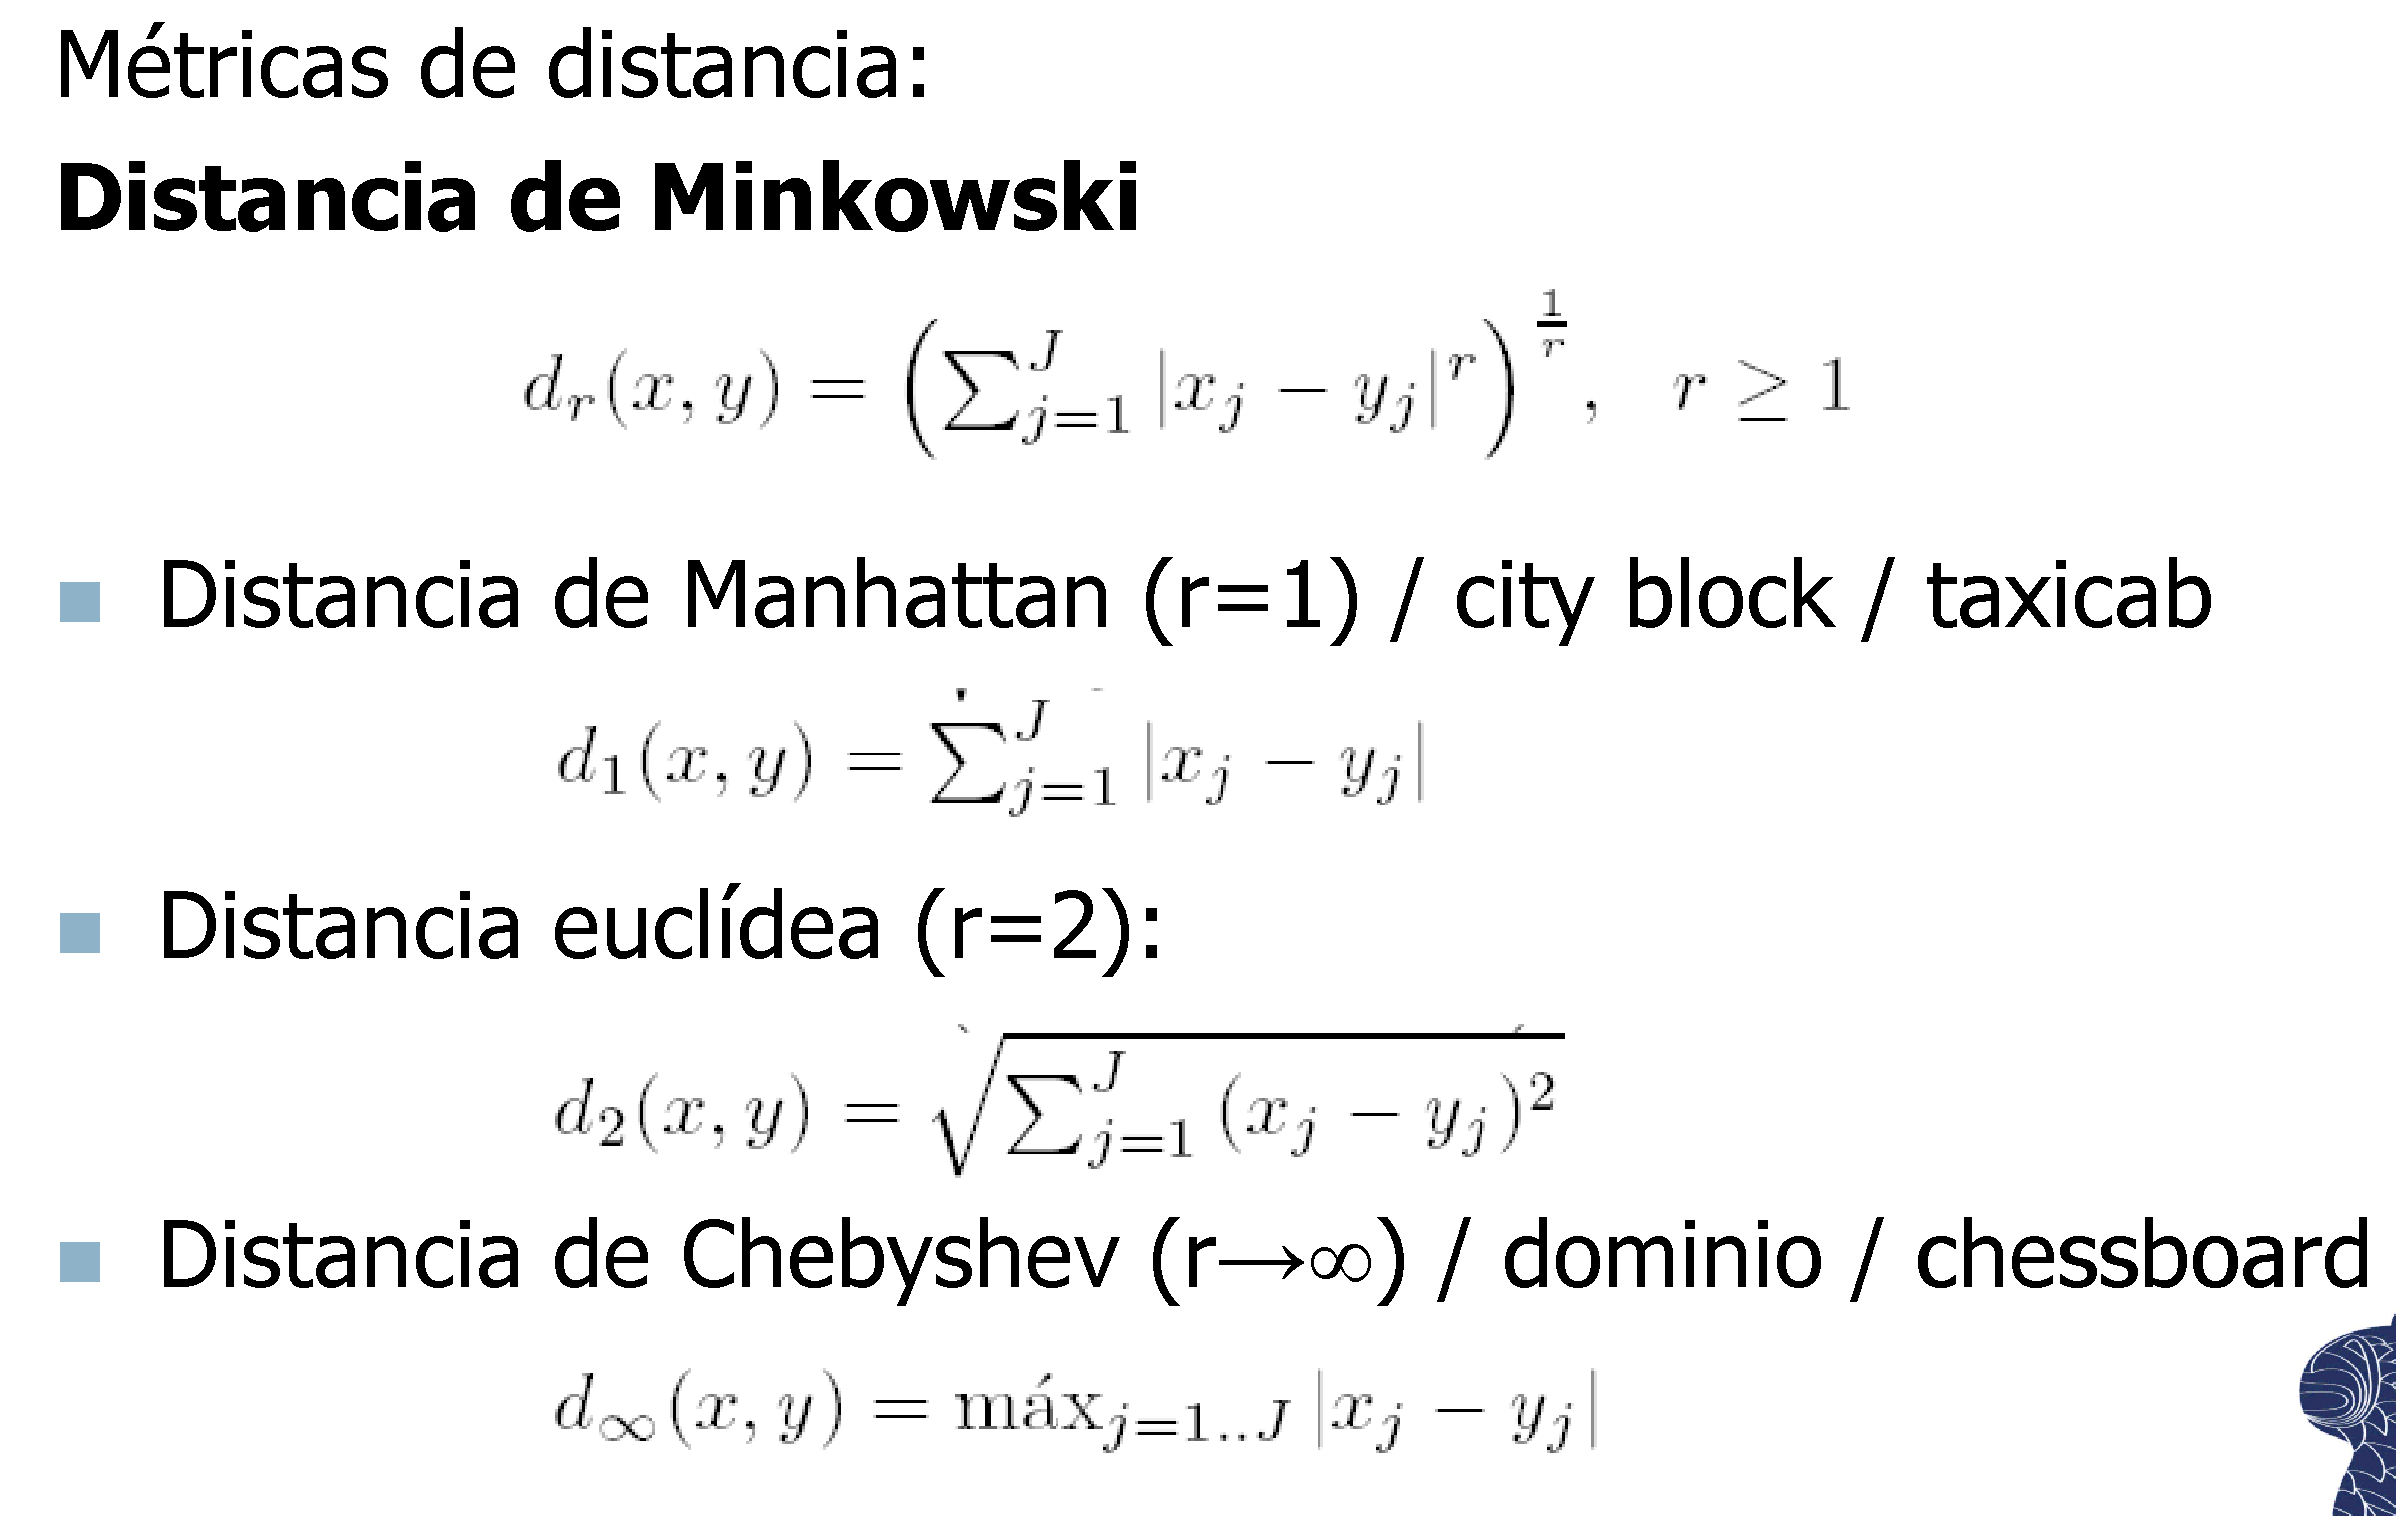 Métricas de distancia:
Distancia de Minkowski
d_r(x, y) = (∑_{j=1}^{J} |x_j − y_j|^r)^{1/r}, r ≥ 1
Distancia de Manhattan (r=1) / city block / taxicab
d_1(x, y) = ∑_{j=1}^{J} |x_j − y_j|
Distancia euclídea (r=2):
d_2(x, y) = √(∑_{j=1}^{J} (x_j − y_j)^2)
Distancia de Chebyshev (r→∞) / dominio / chessboard
d_∞(x, y) = máx_{j=1..J} |x_j − y_j|